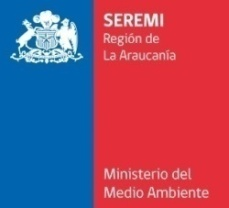 SEREMI
Región de
La Araucanía
Ministerio del
Medio Ambiente